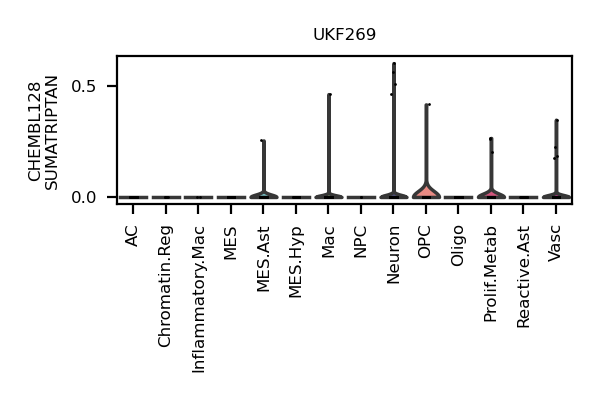 UKF269
CHEMBL128
SUMATRIPTAN
0.5
0.0
AC
Chromatin.Reg
Inflammatory.Mac
MES
MES.Ast
MES.Hyp
Mac
NPC
Neuron
OPC
Oligo
Prolif.Metab
Reactive.Ast
Vasc